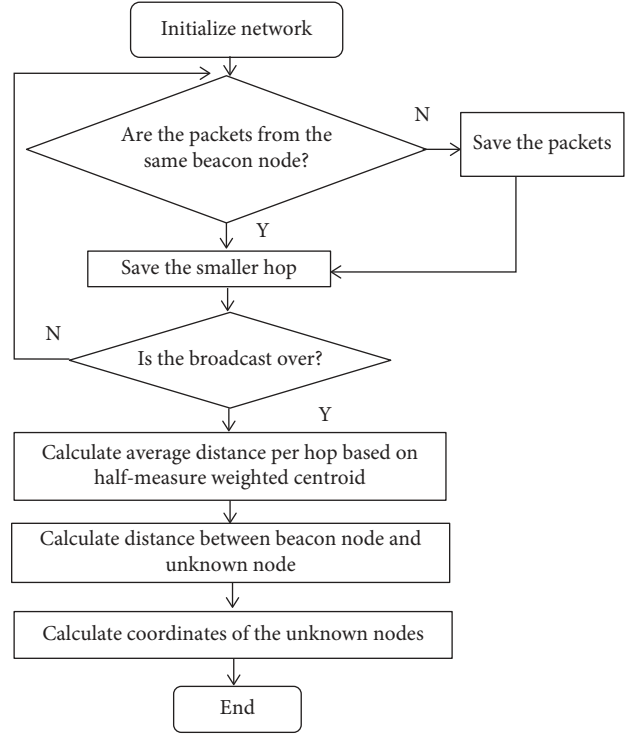 Initialize network
Are the packets from the
same beacon node?
N
Save the packets
Y
Save the smaller hop
N
Is the broadcast over?
Y
Calculate average distance per hop based on
half-measure weighted centroid
Calculate distance between beacon node and
unknown node
Calculate coordinates of the unknown nodes
End